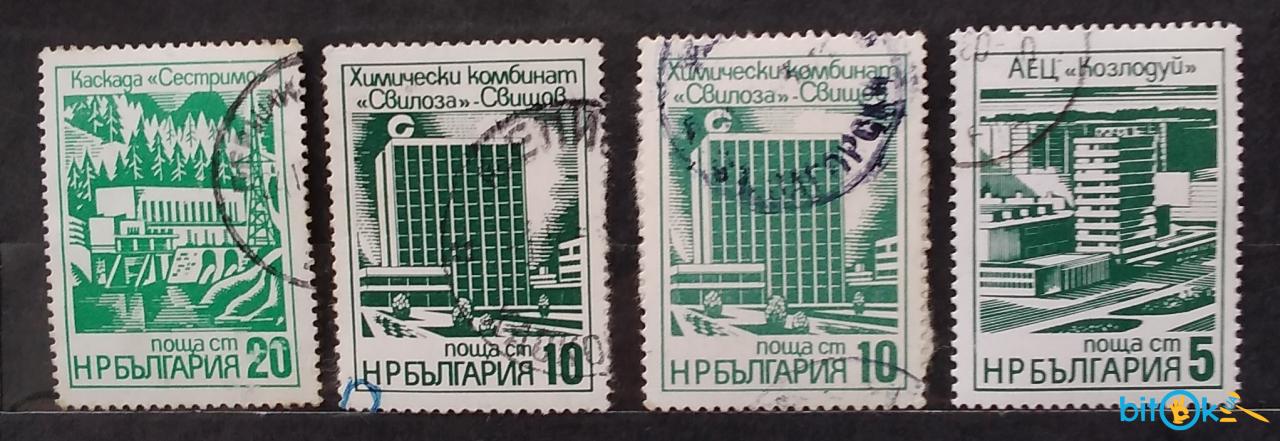 Каскада «Сестримо»
поща ст
НРБЪЛГАРИЯ 20
Химически комбинат
«Свилоза»-Свищов
поща ст
НРБЪЛГАРИЯ 10
Химически комбинат
«Свилоза»-Свищов
поща ст
НРБЪЛГАРИЯ 10
АЕЦ «Козлодуй»
поща ст
НРБЪЛГАРИЯ 5
bitOk